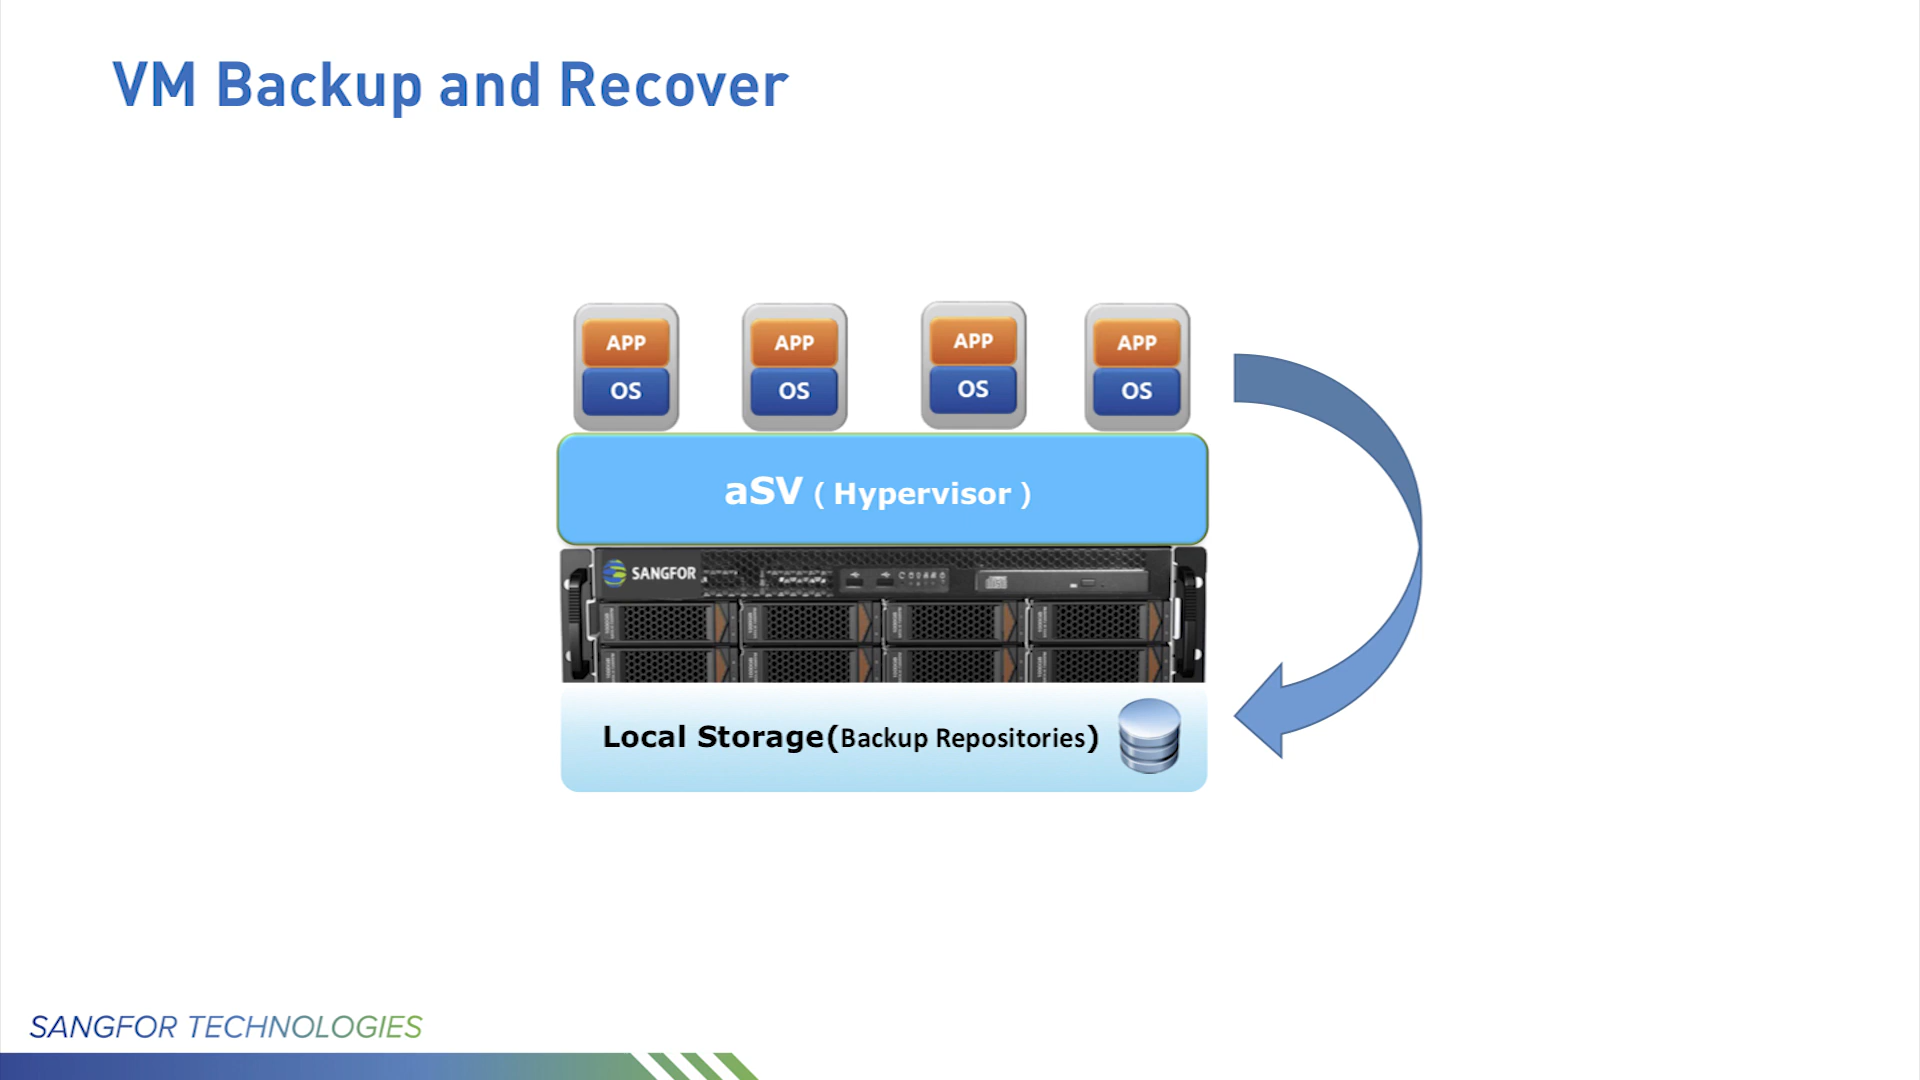 VM Backup and Recover
APP APP APP APP
OS OS OS OS
aSV ( Hypervisor )
SANGFOR
Local Storage(Backup Repositories)
SANGFOR TECHNOLOGIES